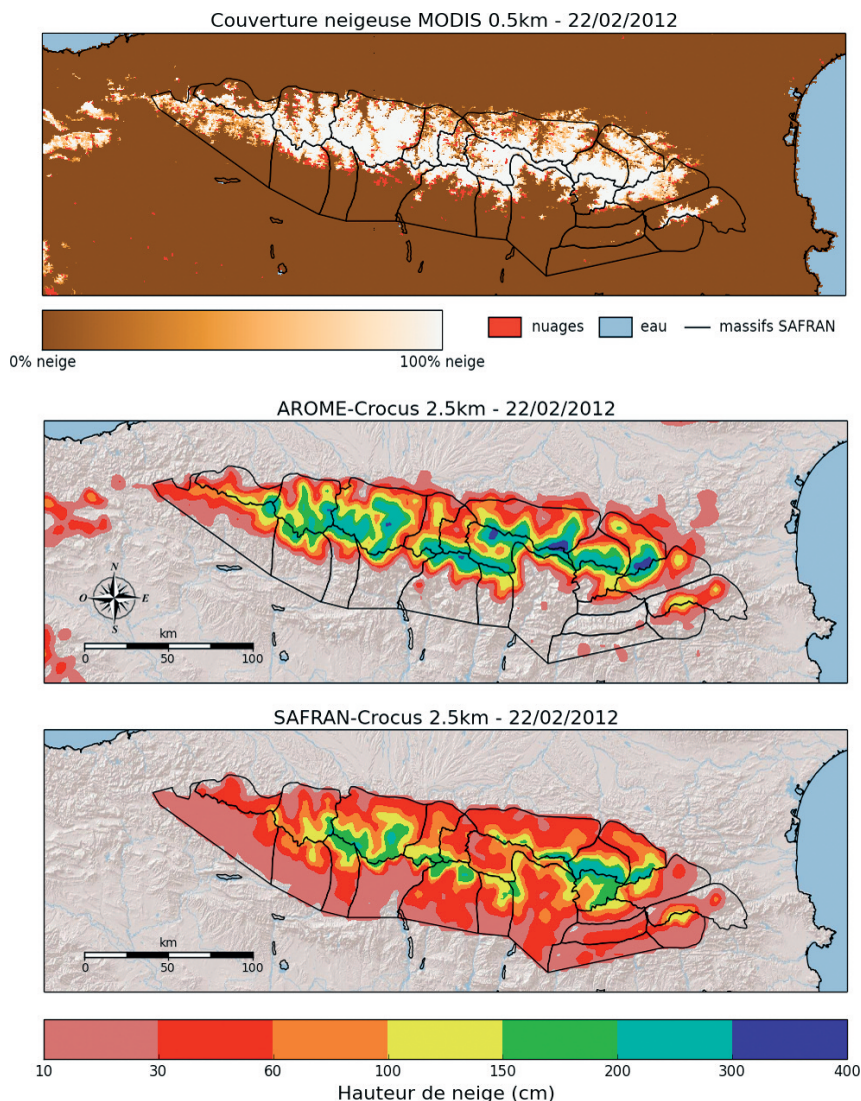 Couverture neigeuse MODIS 0.5km - 22/02/2012
0% neige
100% neige
nuages
eau
massifs SAFRAN
AROME-Crocus 2.5km - 22/02/2012
N
O
E
S
km
0 50 100
SAFRAN-Crocus 2.5km - 22/02/2012
km
0 50 100
10 30 60 100 150 200 300 400
Hauteur de neige (cm)